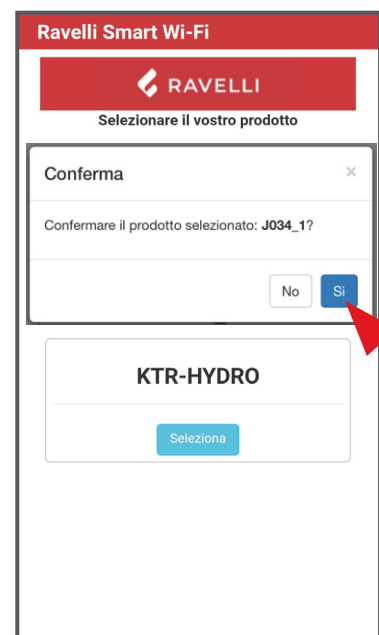 Ravelli Smart Wi-Fi
RAVELLI
Selezionare il vostro prodotto
Conferma ×
Confermare il prodotto selezionato: J034_1?
No Si
KTR-HYDRO
Seleziona